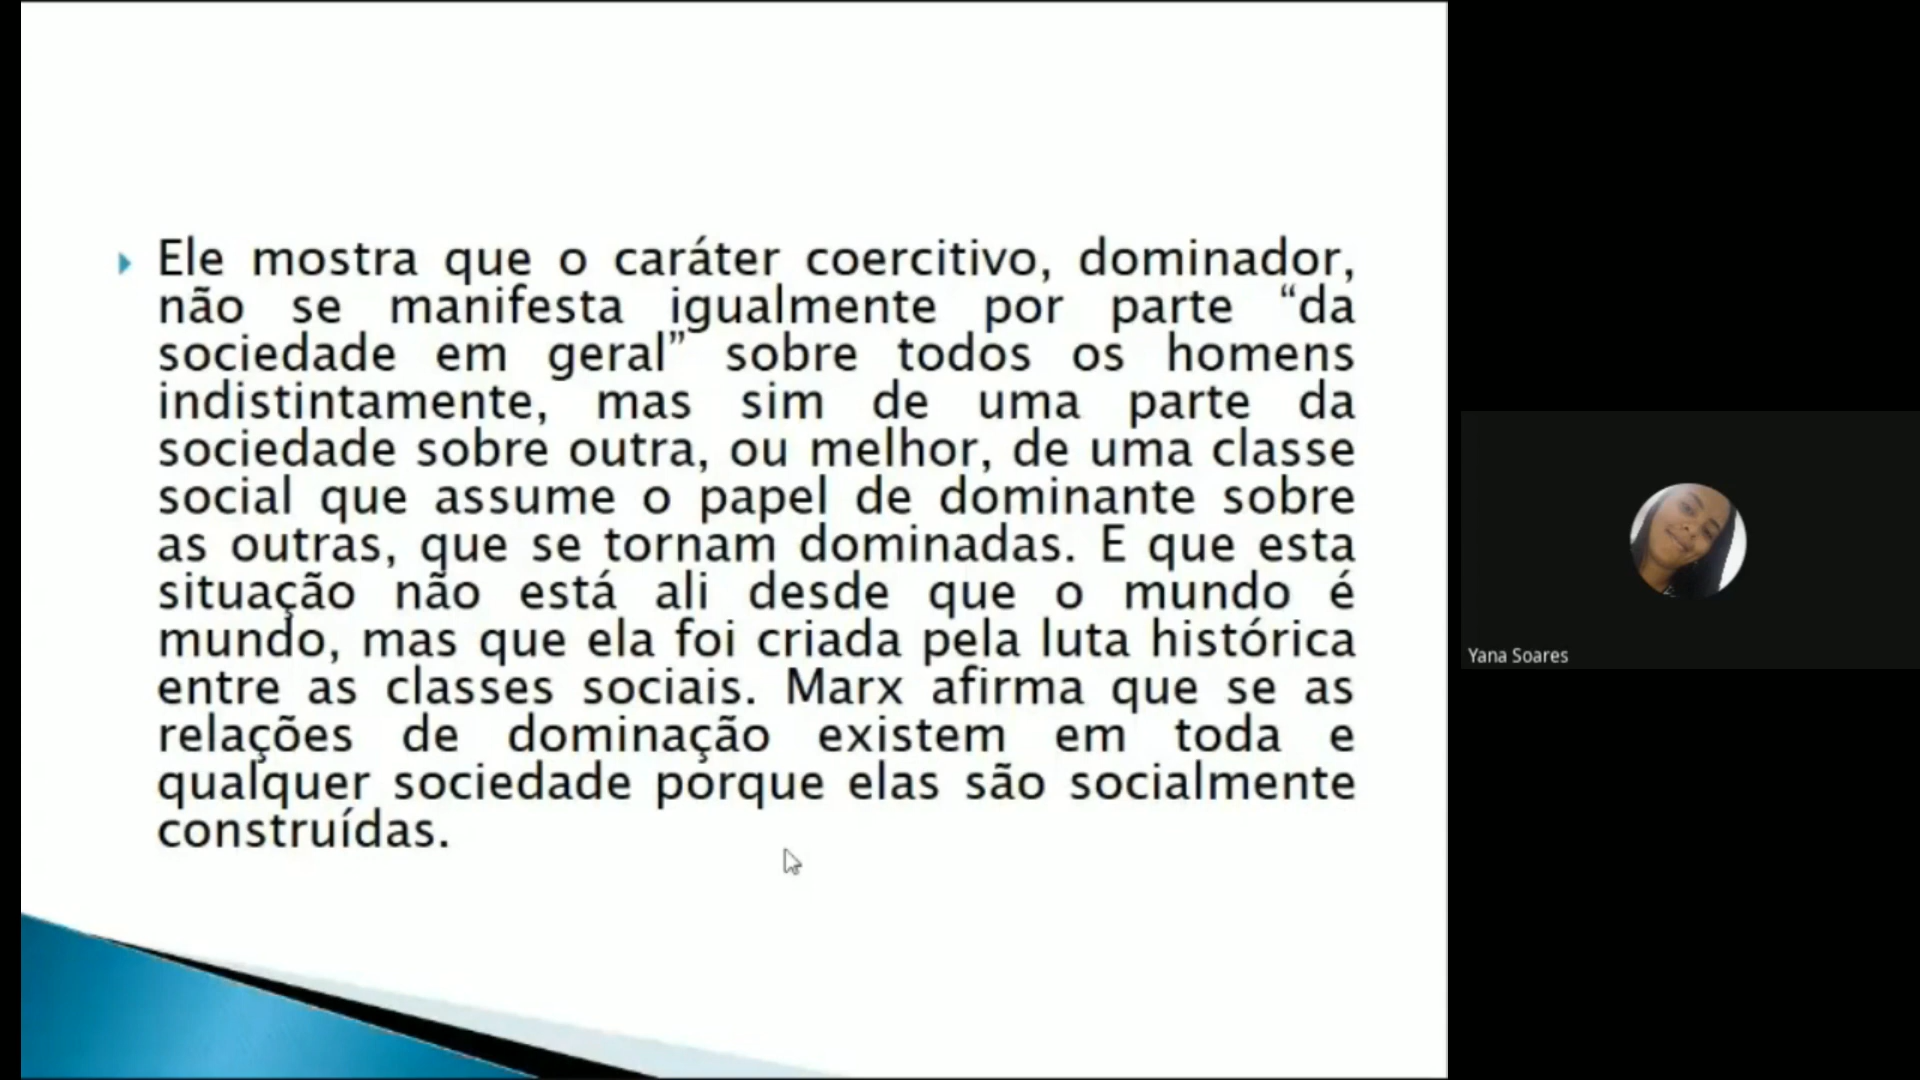 Ele mostra que o caráter coercitivo, dominador,
não se manifesta igualmente por parte “da
sociedade em geral” sobre todos os homens
indistintamente, mas sim de uma parte da
sociedade sobre outra, ou melhor, de uma classe
social que assume o papel de dominante sobre
as outras, que se tornam dominadas. E que esta
situação não está ali desde que o mundo é
mundo, mas que ela foi criada pela luta histórica
entre as classes sociais. Marx afirma que se as
relações de dominação existem em toda e
qualquer sociedade porque elas são socialmente
construídas.
Yana Soares